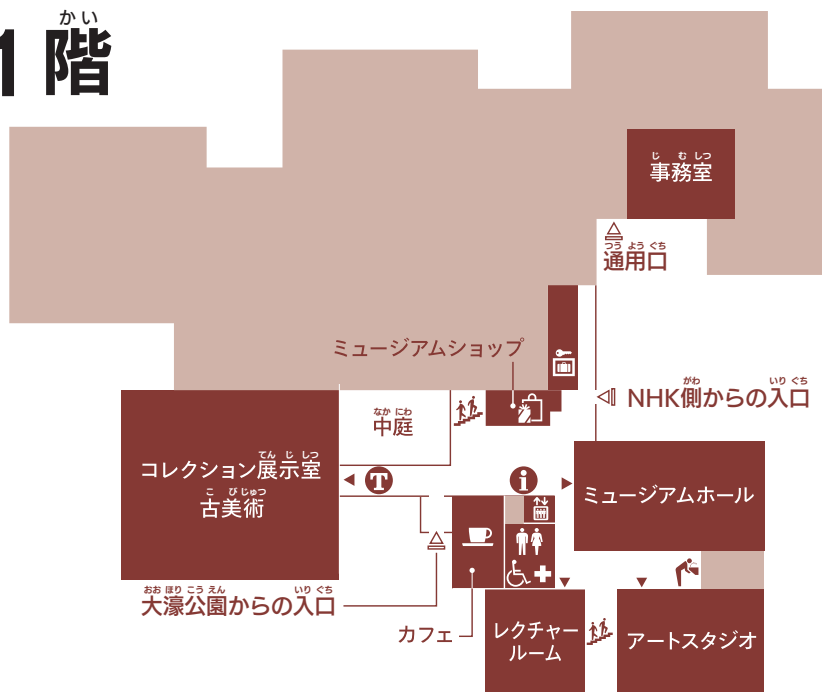 かい
1階
じむしつ
事務室
つうようぐち
通用口
ミュージアムショップ
がわ いりぐち
NHK側からの入口
なかにわ
中庭
てんじしつ
コレクション展示室
こびじゅつ
古美術
T
i
ミュージアムホール
おおほりこうえん いりぐち
大濠公園からの入口
カフェ
レクチャー
ルーム
アートスタジオ